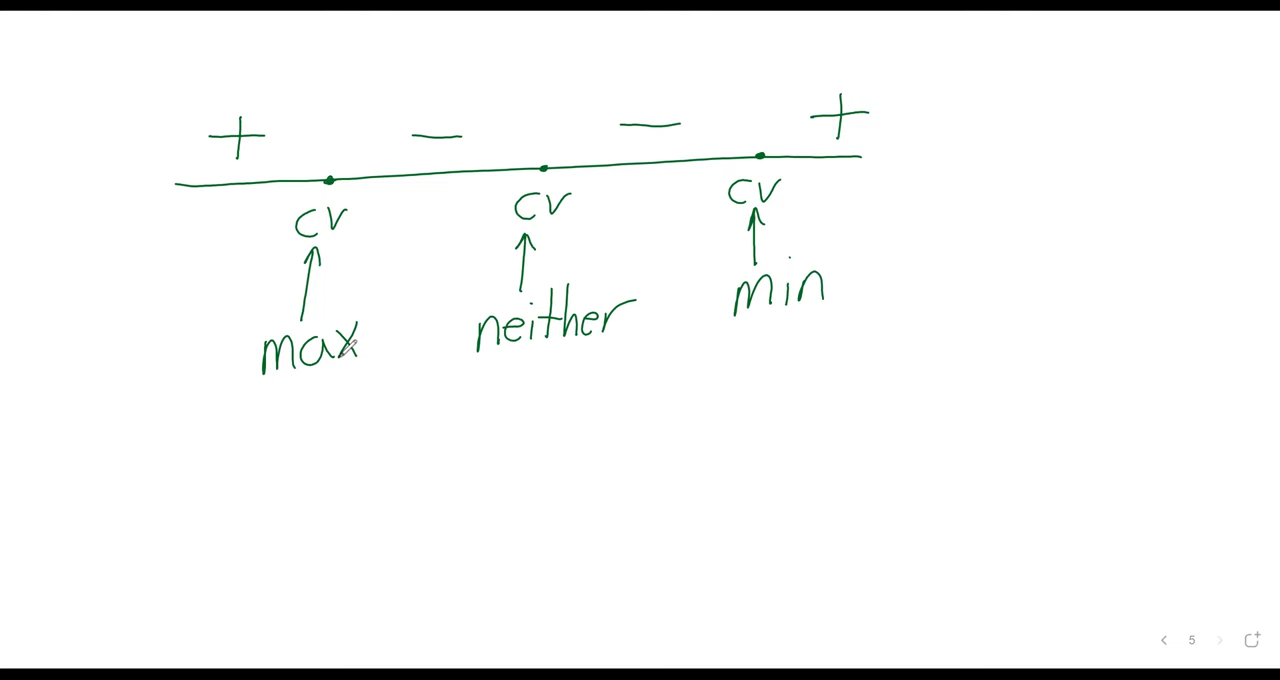 + − − +
cv cv cv
max neither min
< 5 >